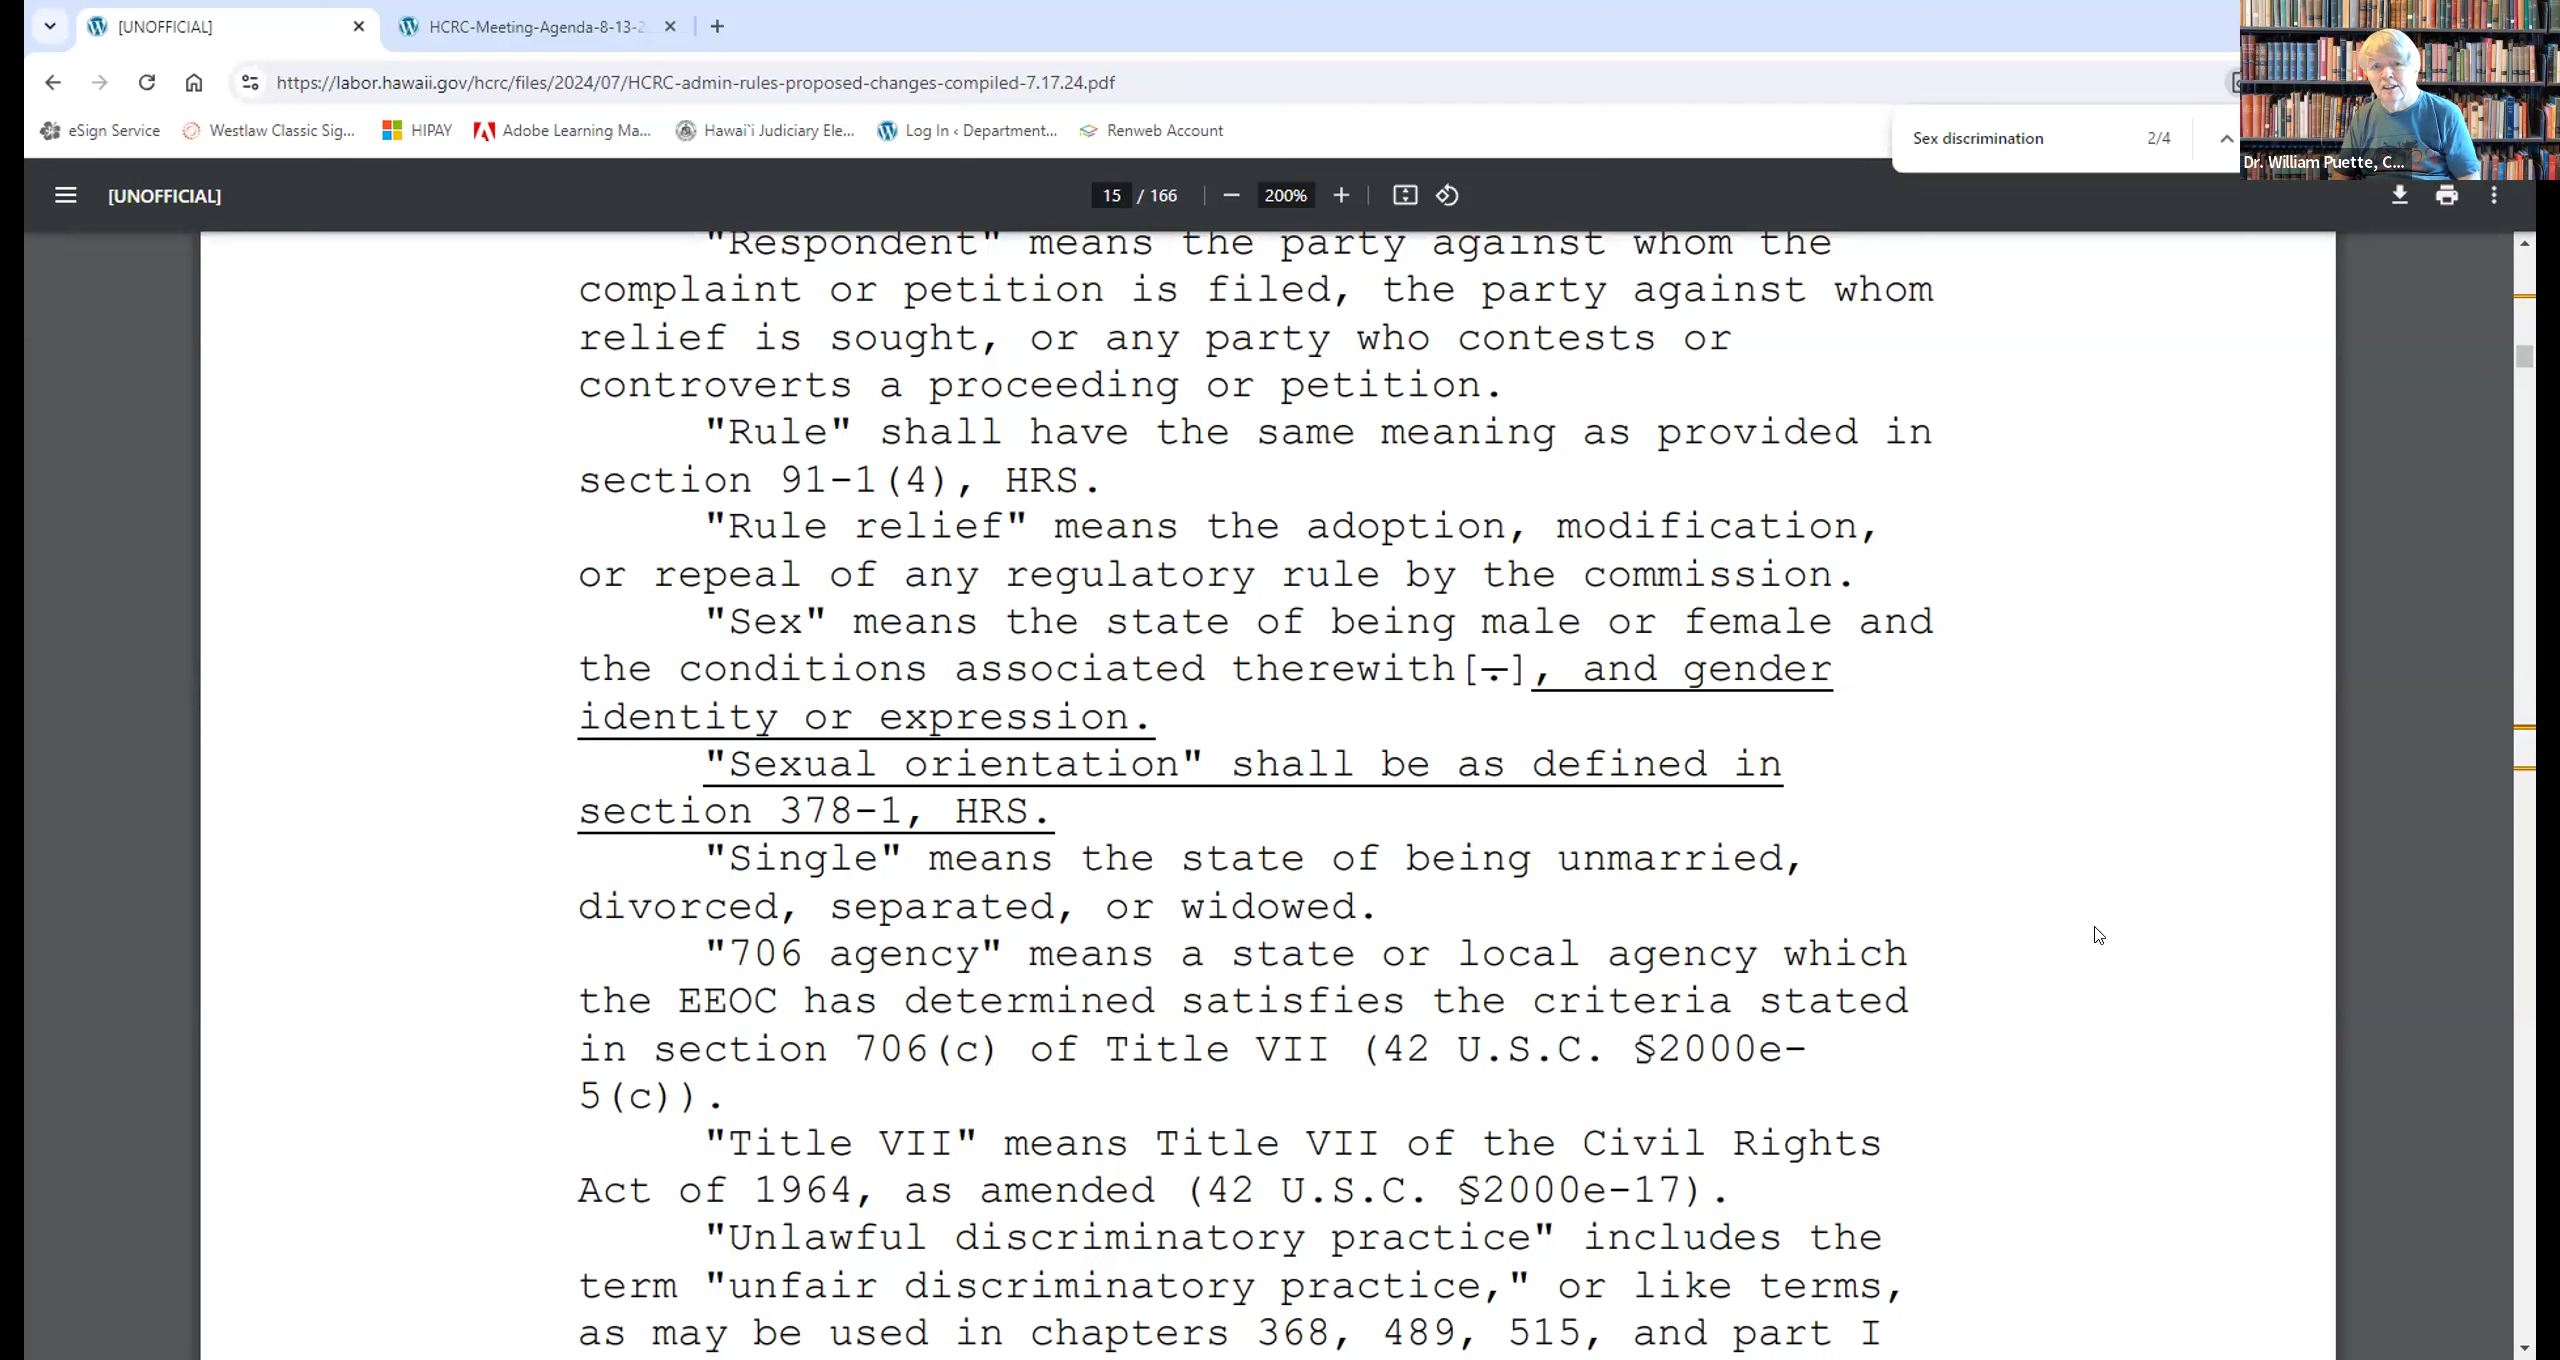 [UNOFFICIAL]
HCRC-Meeting-Agenda-8-13-2
https://labor.hawaii.gov/hcrc/files/2024/07/HCRC-admin-rules-proposed-changes-compiled-7.17.24.pdf
eSign Service Westlaw Classic Sig... HIPAY Adobe Learning Ma... Hawai`i Judiciary Ele... Log In ‹ Department... Renweb Account
Sex discrimination 2/4
Dr. William Puette, C...
[UNOFFICIAL] 15 / 166 200%
"Respondent" means the party against whom the
complaint or petition is filed, the party against whom
relief is sought, or any party who contests or
controverts a proceeding or petition.
"Rule" shall have the same meaning as provided in
section 91-1(4), HRS.
"Rule relief" means the adoption, modification,
or repeal of any regulatory rule by the commission.
"Sex" means the state of being male or female and
the conditions associated therewith[.], and gender
identity or expression.
"Sexual orientation" shall be as defined in
section 378-1, HRS.
"Single" means the state of being unmarried,
divorced, separated, or widowed.
"706 agency" means a state or local agency which
the EEOC has determined satisfies the criteria stated
in section 706(c) of Title VII (42 U.S.C. §2000e-
5(c)).
"Title VII" means Title VII of the Civil Rights
Act of 1964, as amended (42 U.S.C. §2000e-17).
"Unlawful discriminatory practice" includes the
term "unfair discriminatory practice," or like terms,
as may be used in chapters 368, 489, 515, and part I